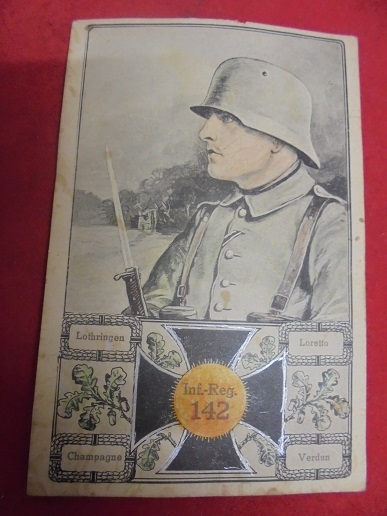 Lothringen
Loretto
Inf.-Reg.
142
Champagne
Verdun